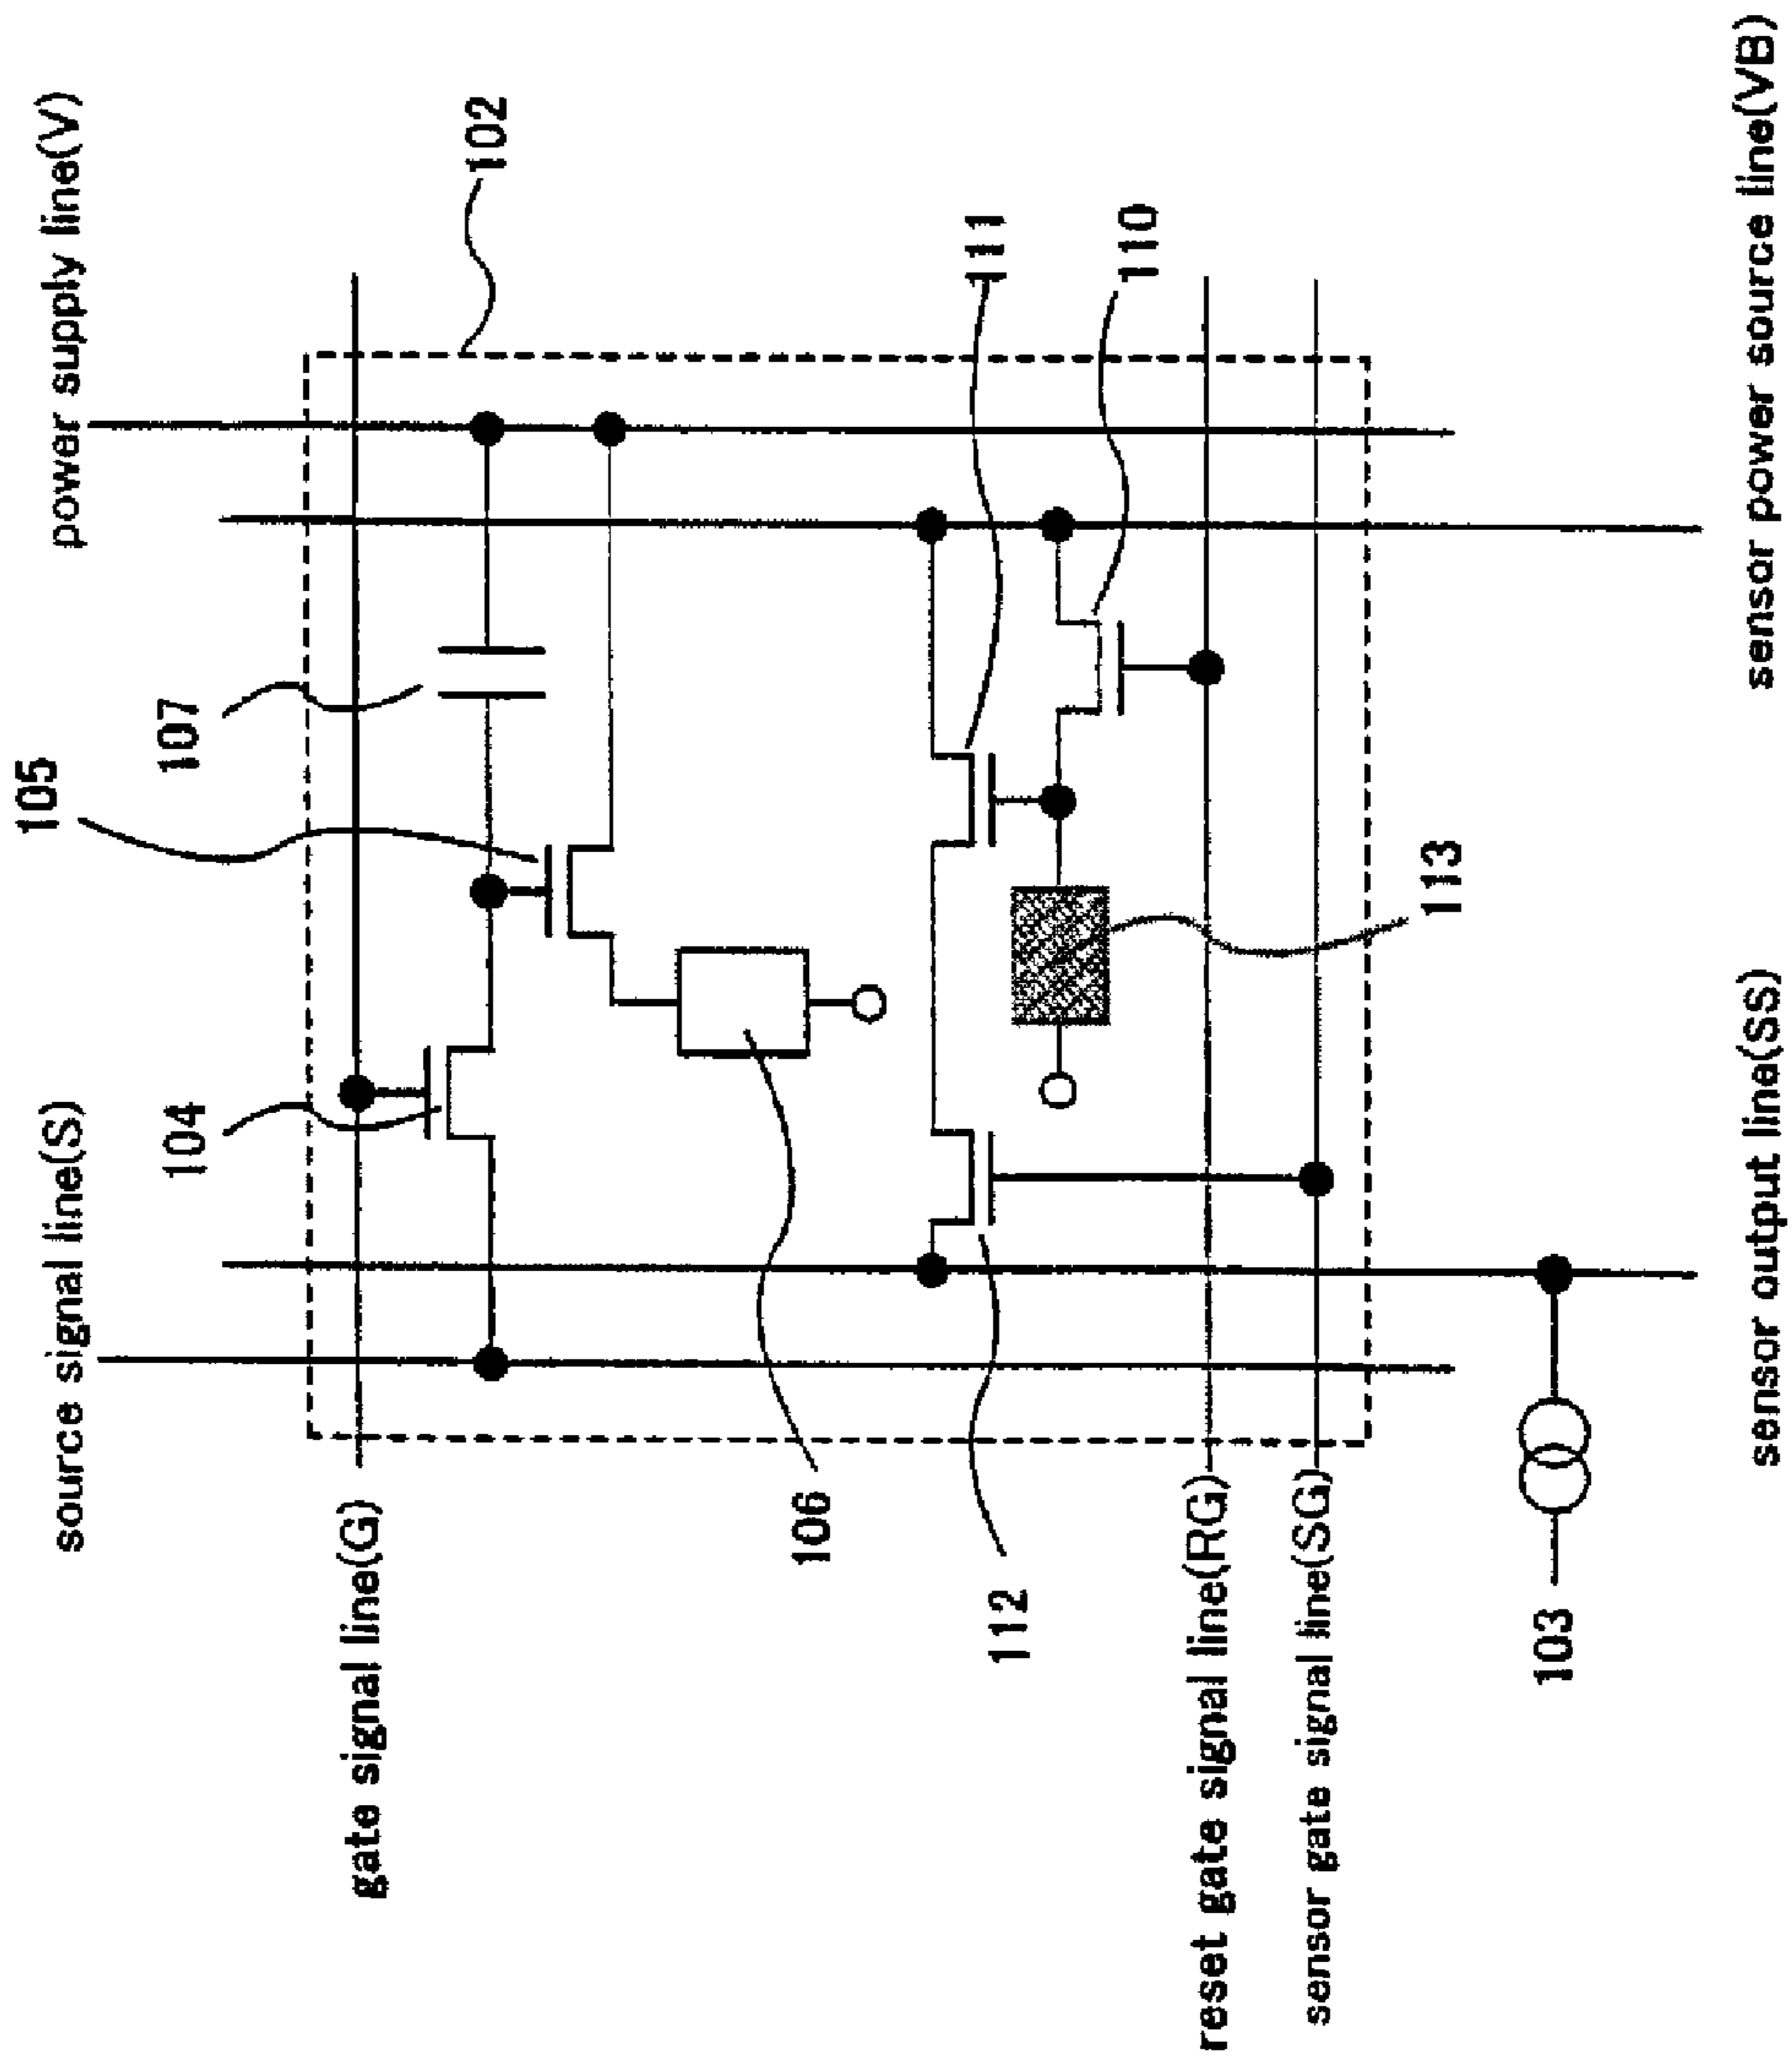 source signal line(S)
power supply line(V)
gate signal line(G)
102
104
105
107
106
111
110
112
113
reset gate signal line(RG)
sensor gate signal line(SG)
103
sensor output line(SS)
sensor power source line(VB)